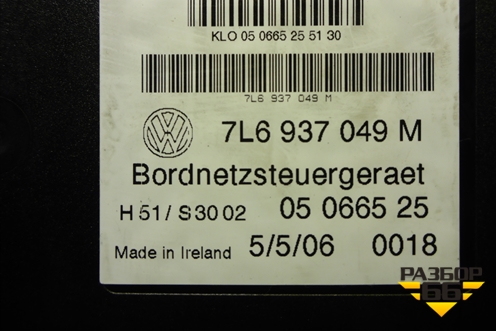 KLO 05 0665 25 51 30
7L6 937 049 M
7L6 937 049 M
Bordnetzsteuergeraet
H 51 / S30 02 05 0665 25
Made in Ireland 5/5/06 0018
РАЗБОР
66